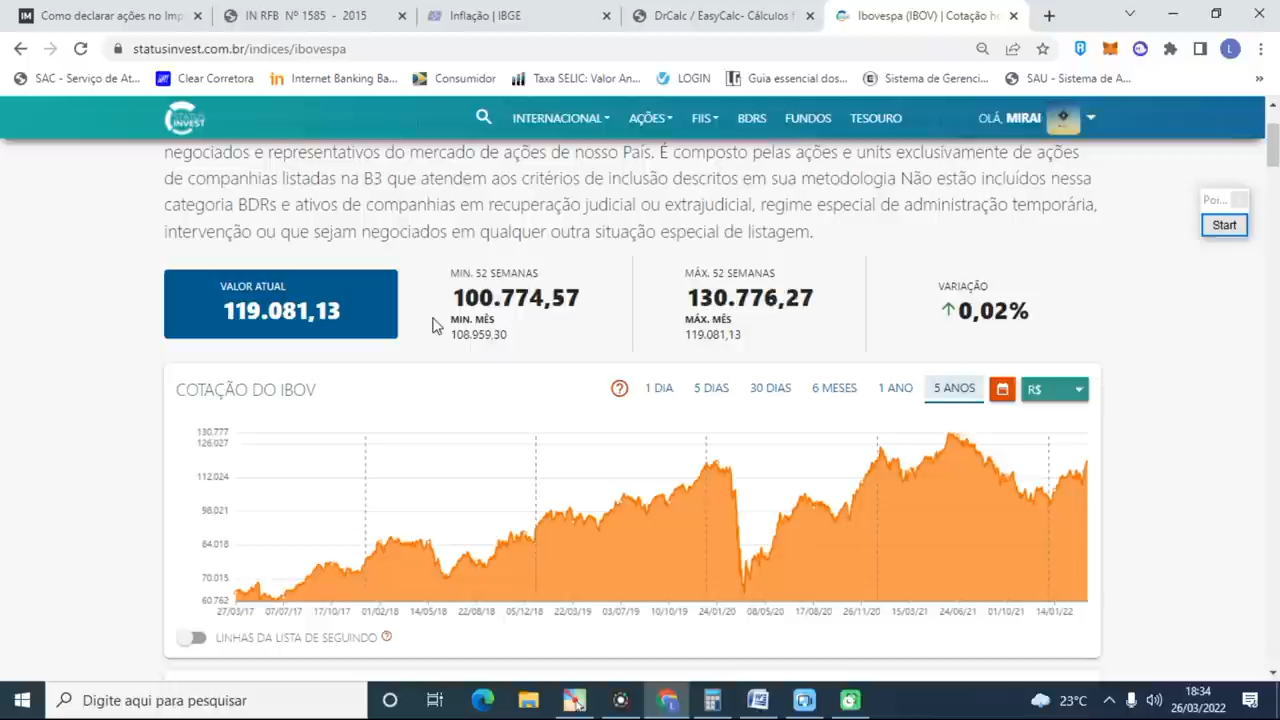 Como declarar ações no Imp
IN RFB Nº 1585 - 2015
Inflação | IBGE
DrCalc / EasyCalc- Cálculos f
Ibovespa (IBOV) | Cotação ho
statusinvest.com.br/indices/ibovespa
L
SAC - Serviço de At...
Clear Corretora
Internet Banking Ba...
Consumidor
Taxa SELIC: Valor An...
LOGIN
Guia essencial dos...
Sistema de Gerenci...
SAU - Sistema de A...
»
STATUS INVEST
INTERNACIONAL
AÇÕES
FIIS
BDRS
FUNDOS
TESOURO
OLÁ, MIRAI
negociados e representativos do mercado de ações de nosso País. É composto pelas ações e units exclusivamente de ações
de companhias listadas na B3 que atendem aos critérios de inclusão descritos em sua metodologia Não estão incluídos nessa
categoria BDRs e ativos de companhias em recuperação judicial ou extrajudicial, regime especial de administração temporária,
intervenção ou que sejam negociados em qualquer outra situação especial de listagem.
Poi...
Start
VALOR ATUAL
119.081,13
MIN. 52 SEMANAS
100.774,57
MIN. MÊS
108.959,30
MÁX. 52 SEMANAS
130.776,27
MÁX. MÊS
119.081,13
VARIAÇÃO
0,02%
COTAÇÃO DO IBOV
1 DIA
5 DIAS
30 DIAS
6 MESES
1 ANO
5 ANOS
R$
130.777
126.027
112.024
98.021
84.018
70.015
60.762
27/03/17 07/07/17 17/10/17 01/02/18 14/05/18 22/08/18 05/12/18 22/03/19 03/07/19 10/10/19 24/01/20 08/05/20 17/08/20 26/11/20 15/03/21 24/06/21 01/10/21 14/01/22
LINHAS DA LISTA DE SEGUINDO
Digite aqui para pesquisar
23°C
18:34
26/03/2022